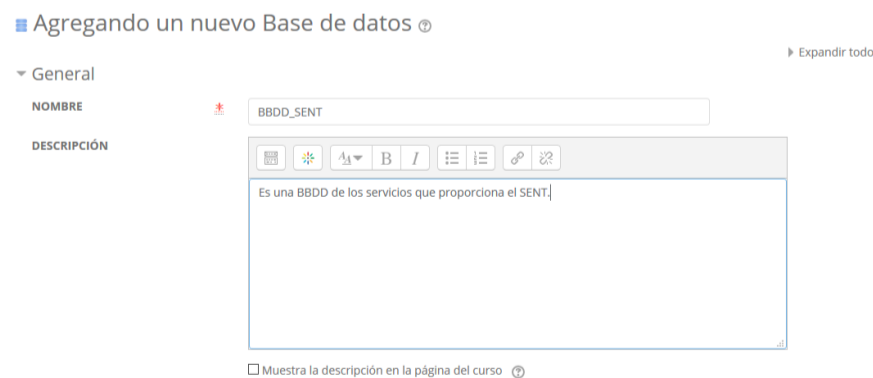 Agregando un nuevo Base de datos
Expandir todo
General
NOMBRE
BBDD_SENT
DESCRIPCIÓN
Es una BBDD de los servicios que proporciona el SENT.
Muestra la descripción en la página del curso